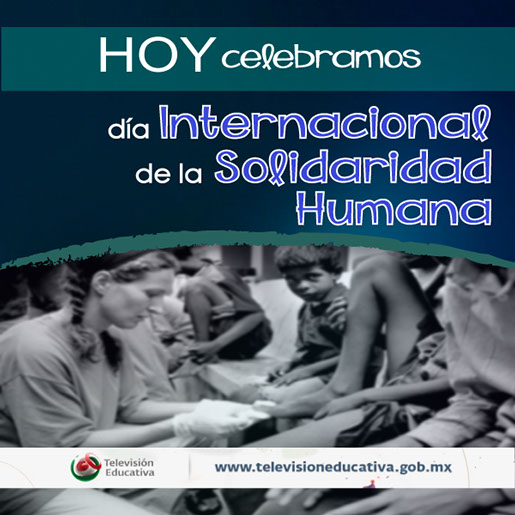 HOY celebramos
día Internacional
de la Solidaridad
Humana
Televisión
Educativa
www.televisioneducativa.gob.mx